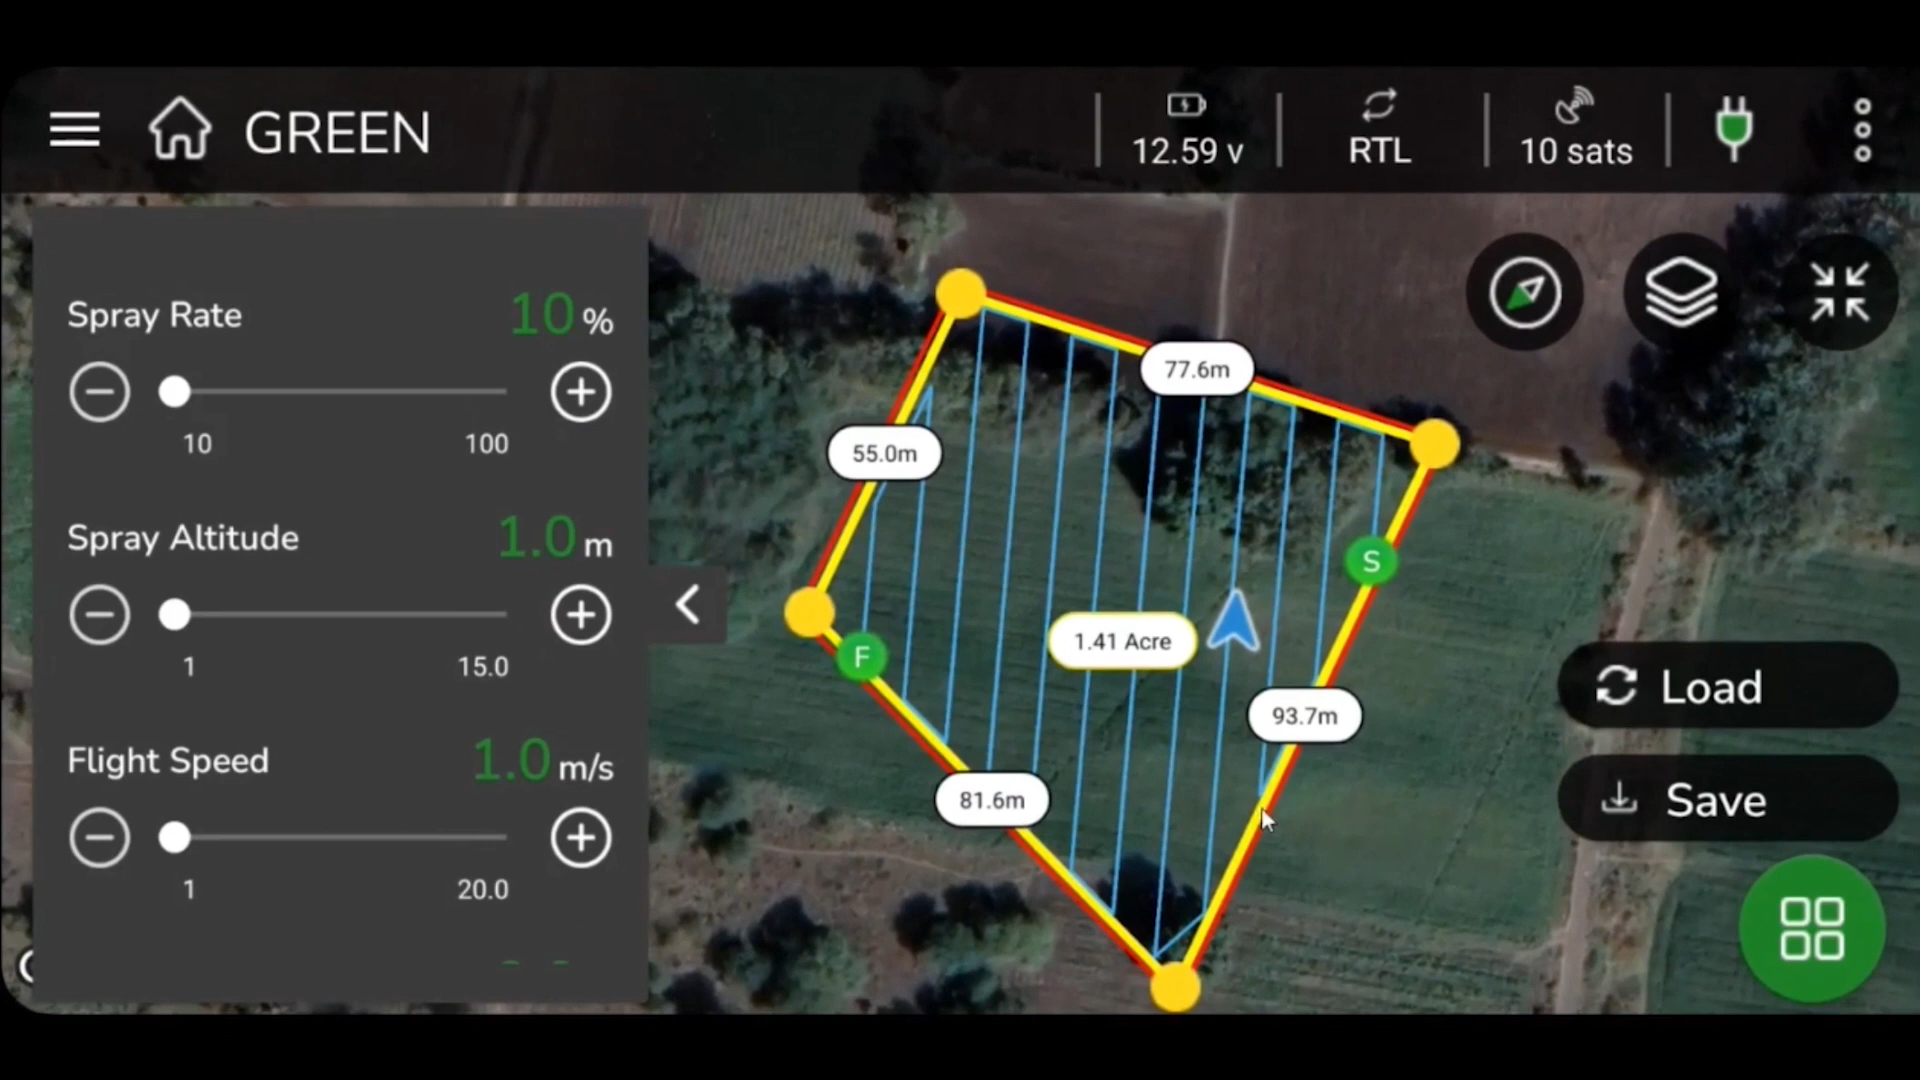 GREEN
12.59 v
RTL
10 sats
Spray Rate 10 %
10 100
Spray Altitude 1.0 m
1 15.0
Flight Speed 1.0 m/s
1 20.0
77.6m
55.0m
S
1.41 Acre
F
93.7m
81.6m
Load
Save